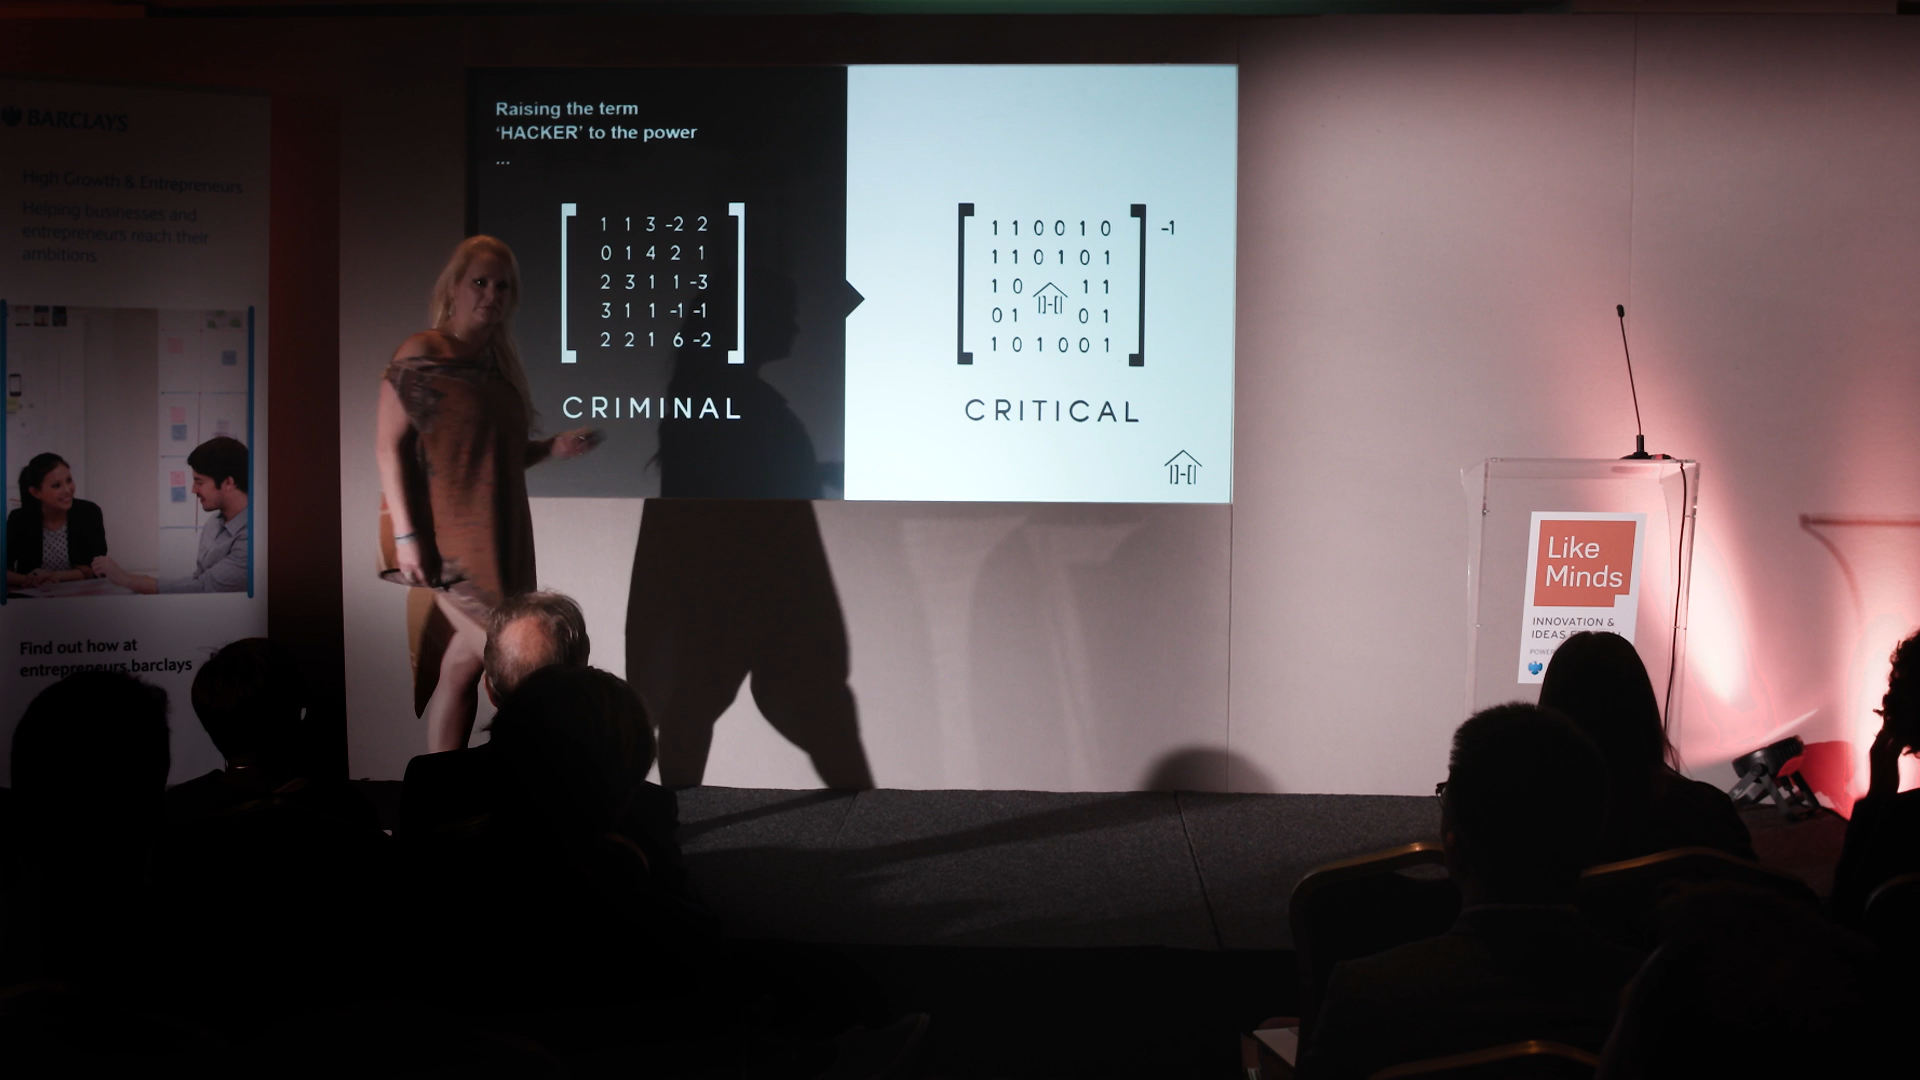 BARCLAYS
High Growth & Entrepreneurs
Helping businesses and
entrepreneurs reach their
ambitions
Find out how at
entrepreneurs.barclays
Raising the term
‘HACKER’ to the power
...
1 1 3 -2 2
0 1 4 2 1
2 3 1 1 -3
3 1 1 -1 -1
2 2 1 6 -2
CRIMINAL
1 1 0 0 1 0 -1
1 1 0 1 0 1
1 0 1 1
0 1 0 1
1 0 1 0 0 1
CRITICAL
Like
Minds
INNOVATION &
IDEAS